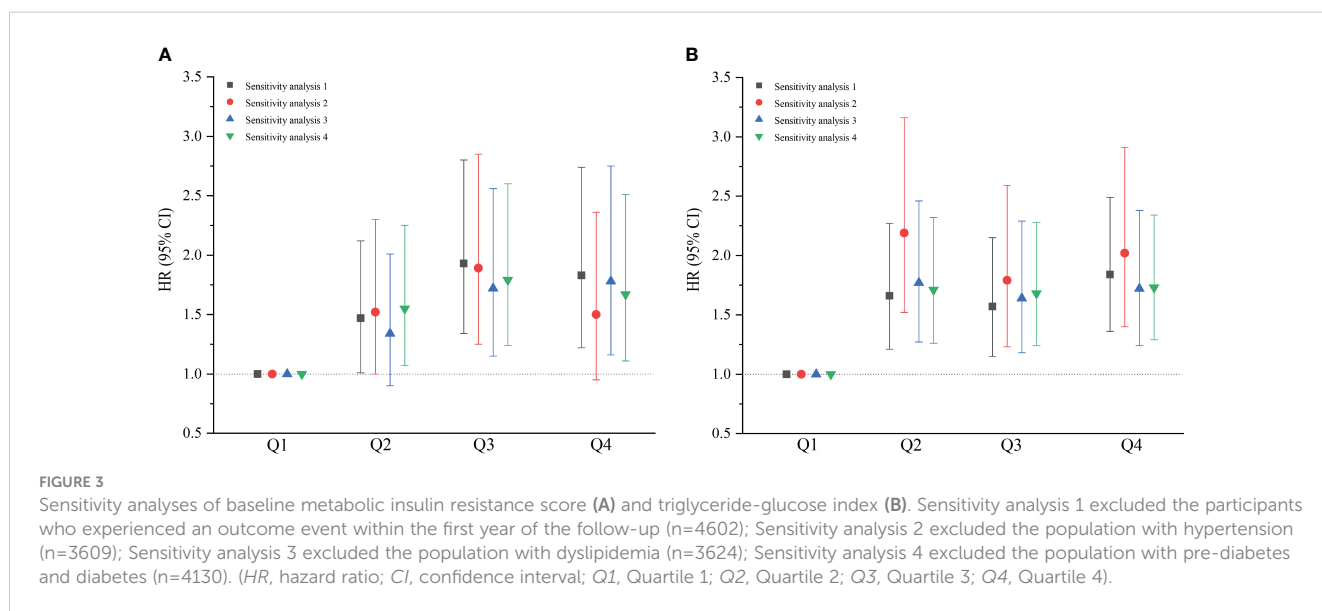 A
3.5
3.0
2.5
2.0
1.5
1.0
0.5
HR (95% CI)
Sensitivity analysis 1
Sensitivity analysis 2
Sensitivity analysis 3
Sensitivity analysis 4
Q1 Q2 Q3 Q4
B
3.5
3.0
2.5
2.0
1.5
1.0
0.5
HR (95% CI)
Sensitivity analysis 1
Sensitivity analysis 2
Sensitivity analysis 3
Sensitivity analysis 4
Q1 Q2 Q3 Q4
FIGURE 3
Sensitivity analyses of baseline metabolic insulin resistance score (A) and triglyceride-glucose index (B). Sensitivity analysis 1 excluded the participants
who experienced an outcome event within the first year of the follow-up (n=4602); Sensitivity analysis 2 excluded the population with hypertension
(n=3609); Sensitivity analysis 3 excluded the population with dyslipidemia (n=3624); Sensitivity analysis 4 excluded the population with pre-diabetes
and diabetes (n=4130). (HR, hazard ratio; CI, confidence interval; Q1, Quartile 1; Q2, Quartile 2; Q3, Quartile 3; Q4, Quartile 4).